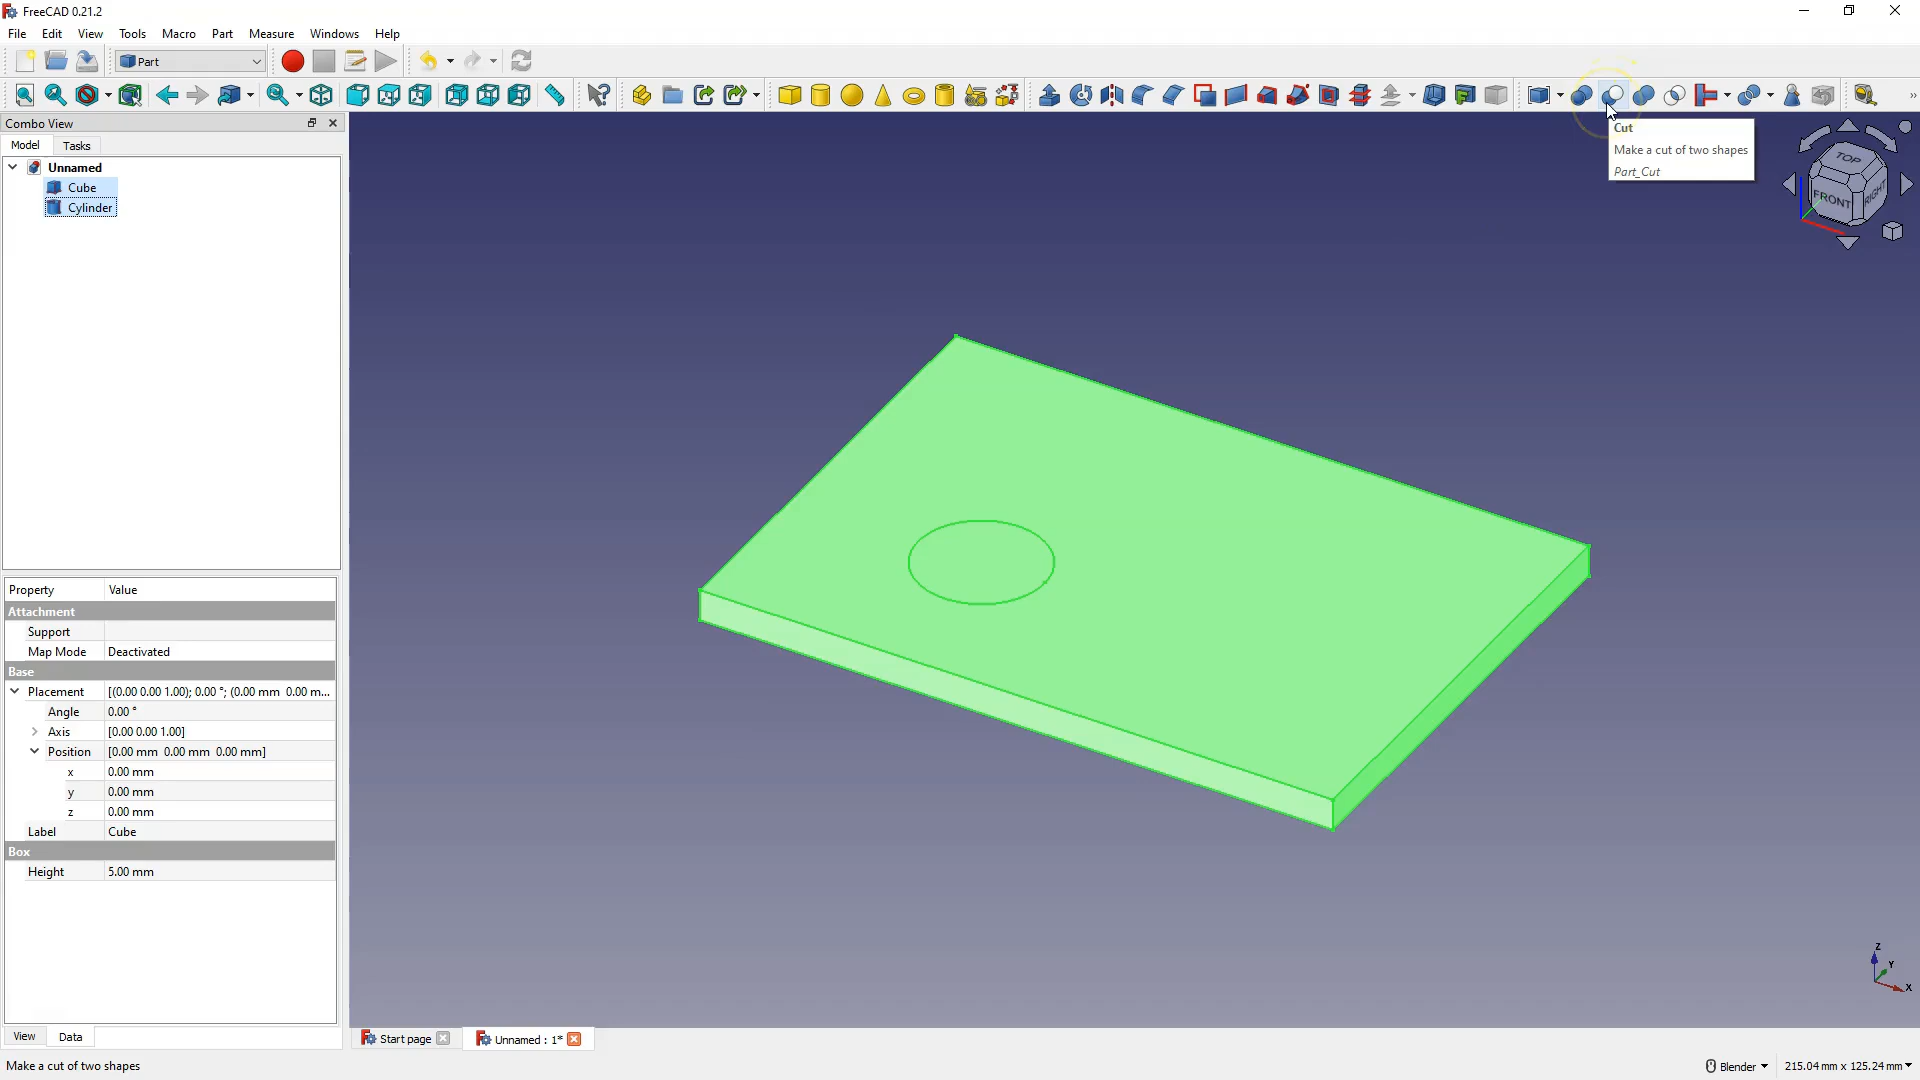 FreeCAD 0.21.2
File Edit View Tools Macro Part Measure Windows Help
Part
Combo View
Model Tasks
Unnamed
Cube
Cylinder
Cut
Make a cut of two shapes
Part_Cut
TOP
FRONT
RIGHT
Property Value
Attachment
Support
Map Mode Deactivated
Base
Placement [(0.00 0.00 1.00); 0.00 °; (0.00 mm 0.00 m...
Angle 0.00 °
Axis [0.00 0.00 1.00]
Position [0.00 mm 0.00 mm 0.00 mm]
x 0.00 mm
y 0.00 mm
z 0.00 mm
Label Cube
Box
Height 5.00 mm
Z
Y
X
View Data
Start page
Unnamed : 1*
Make a cut of two shapes
Blender
215.04 mm x 125.24 mm